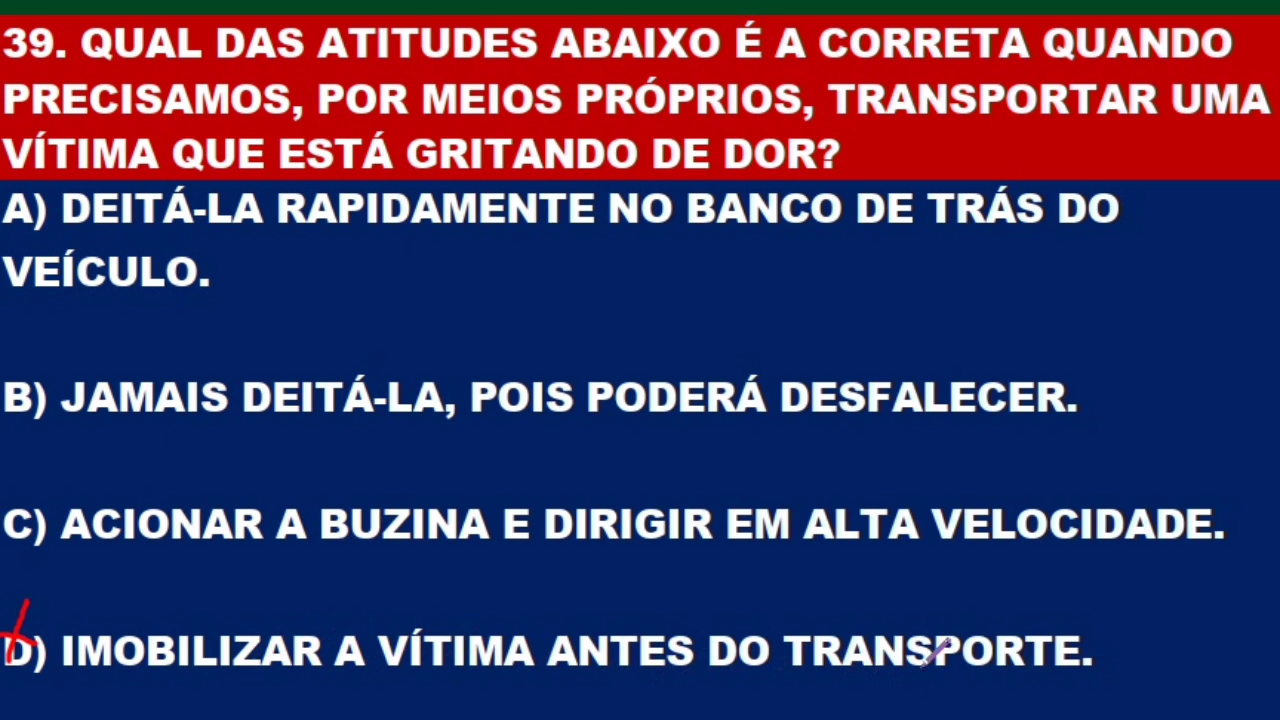 39. QUAL DAS ATITUDES ABAIXO É A CORRETA QUANDO
PRECISAMOS, POR MEIOS PRÓPRIOS, TRANSPORTAR UMA
VÍTIMA QUE ESTÁ GRITANDO DE DOR?
A) DEITÁ-LA RAPIDAMENTE NO BANCO DE TRÁS DO
VEÍCULO.
B) JAMAIS DEITÁ-LA, POIS PODERÁ DESFALECER.
C) ACIONAR A BUZINA E DIRIGIR EM ALTA VELOCIDADE.
D) IMOBILIZAR A VÍTIMA ANTES DO TRANSPORTE.